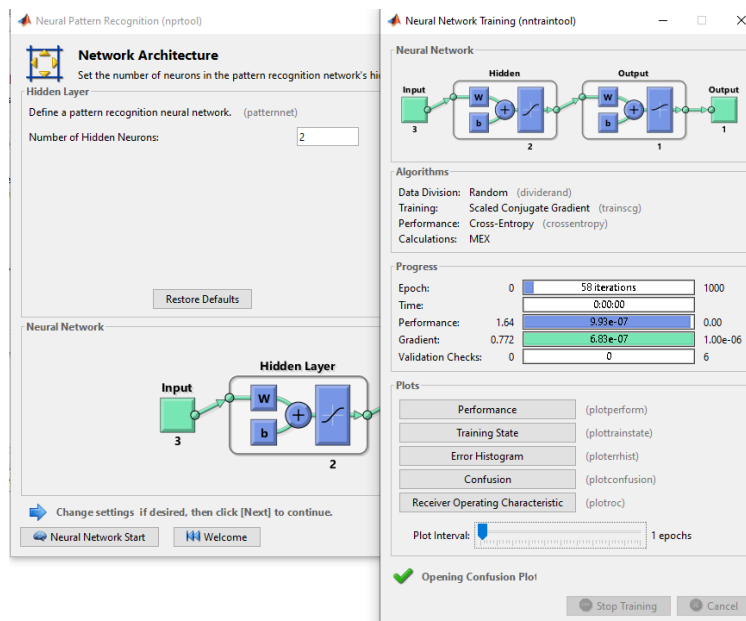 Neural Pattern Recognition (nprtool)
Network Architecture
Set the number of neurons in the pattern recognition network's hi
Hidden Layer
Define a pattern recognition neural network. (patternnet)
Number of Hidden Neurons: 2
Restore Defaults
Neural Network
Hidden Layer
Input
W
b
3
2
Change settings if desired, then click [Next] to continue.
Neural Network Start
Welcome
Neural Network Training (nntraintool)
Neural Network
Hidden
Output
Input
Output
W
W
b
b
3
2
1
1
Algorithms
Data Division: Random (dividerand)
Training: Scaled Conjugate Gradient (trainscg)
Performance: Cross-Entropy (crossentropy)
Calculations: MEX
Progress
Epoch: 0 58 iterations 1000
Time: 0:00:00
Performance: 1.64 9.93e-07 0.00
Gradient: 0.772 6.83e-07 1.00e-06
Validation Checks: 0 0 6
Plots
Performance (plotperform)
Training State (plottrainstate)
Error Histogram (ploterrhist)
Confusion (plotconfusion)
Receiver Operating Characteristic (plotroc)
Plot Interval: 1 epochs
Opening Confusion Plot
Stop Training
Cancel